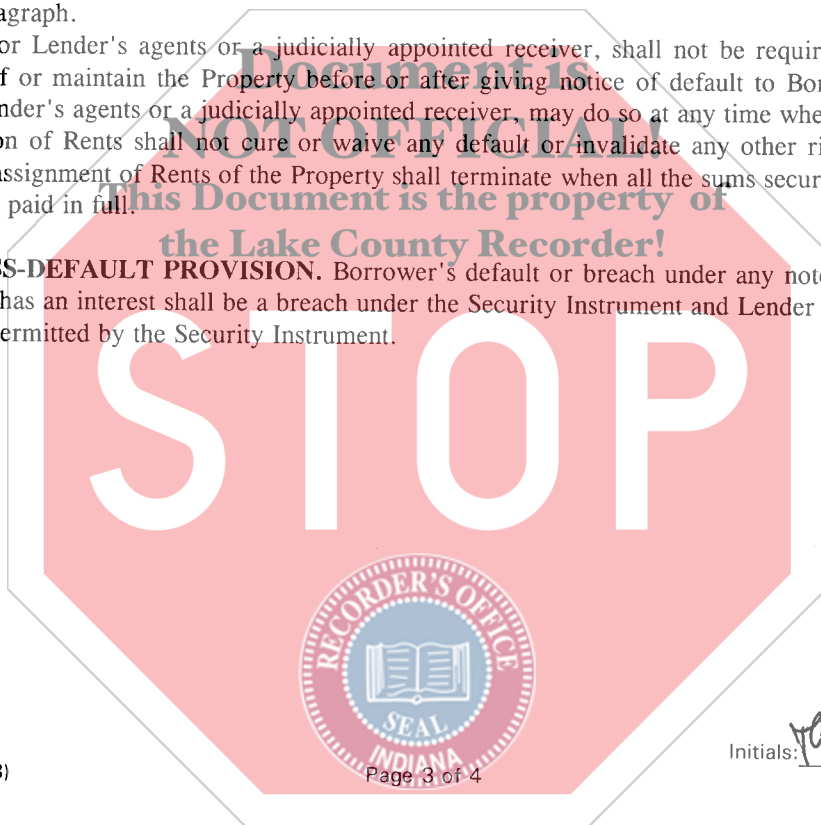 agraph.
or Lender's agents or a judicially appointed receiver, shall not be requir
f or maintain the Property before or after giving notice of default to Bor
nder's agents or a judicially appointed receiver, may do so at any time whe
on of Rents shall not cure or waive any default or invalidate any other ri
assignment of Rents of the Property shall terminate when all the sums secur
paid in full.
Document is
NOT OFFICIAL!
This Document is the property of
the Lake County Recorder!
SS-DEFAULT PROVISION. Borrower's default or breach under any note
has an interest shall be a breach under the Security Instrument and Lender
ermitted by the Security Instrument.
STOP
RECORDER'S OFFICE
SEAL
INDIANA
Initials:
3)
Page 3 of 4